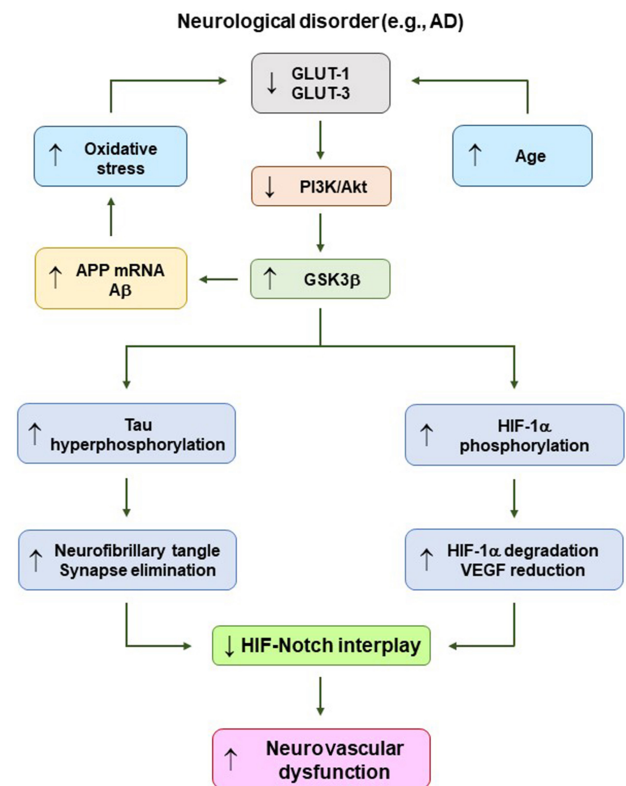 Neurological disorder (e.g., AD)
↓ GLUT-1
GLUT-3
↑ Oxidative
stress
↑ Age
↓ PI3K/Akt
↑ APP mRNA
Aβ
↑ GSK3β
↑ Tau
hyperphosphorylation
↑ HIF-1α
phosphorylation
↑ Neurofibrillary tangle
Synapse elimination
↑ HIF-1α degradation
VEGF reduction
↓ HIF-Notch interplay
↑ Neurovascular
dysfunction